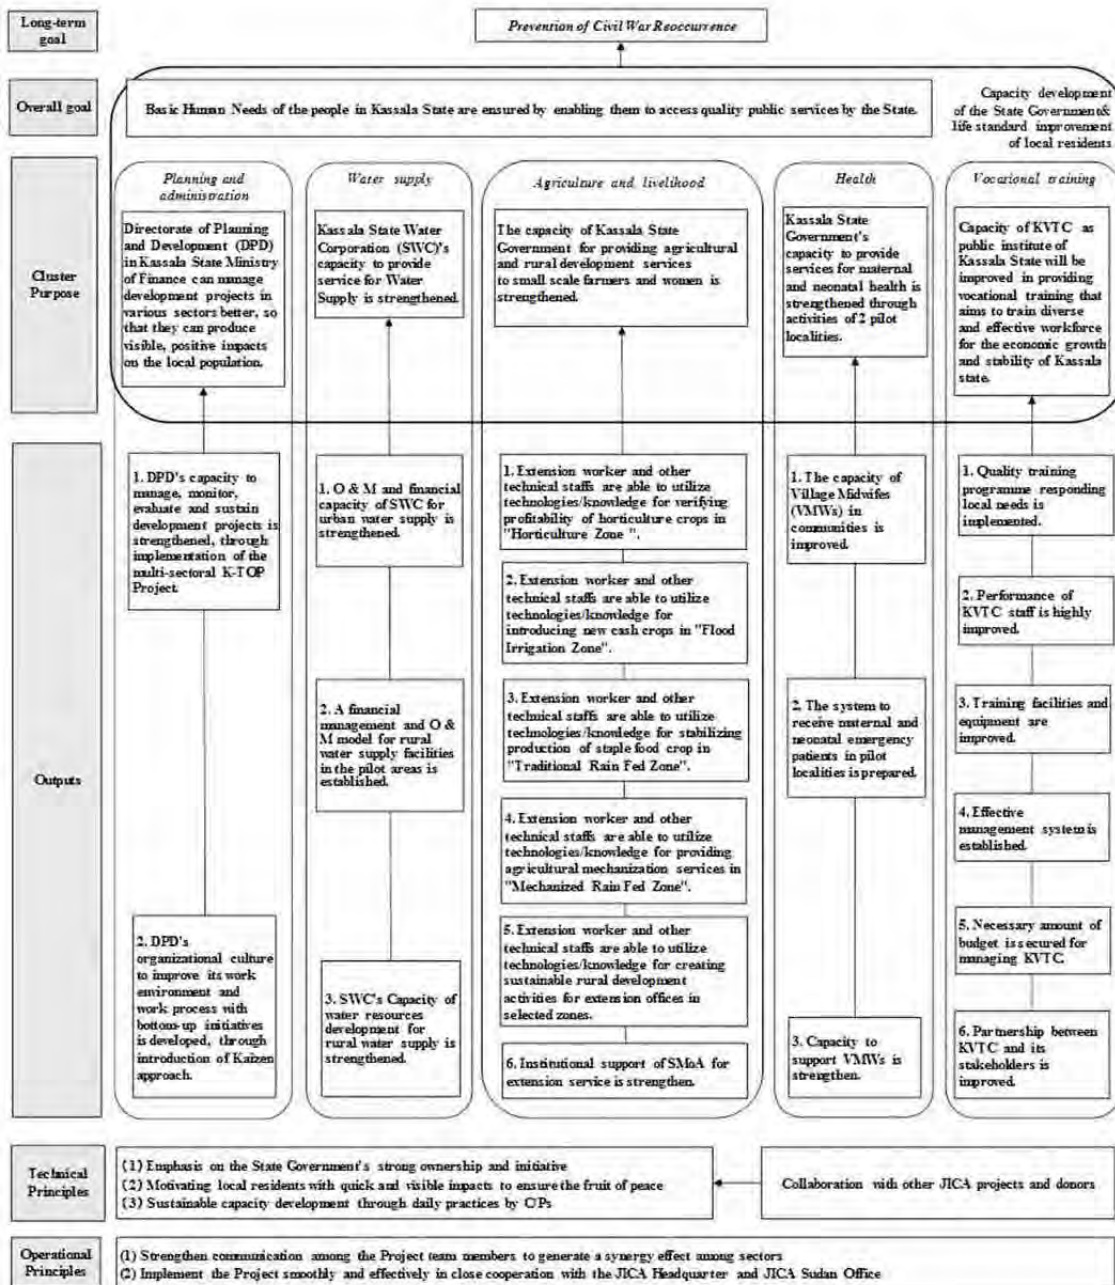 Long-term
goal
Prevention of Civil War Reoccurrence
Overall goal
Basic Human Needs of the people in Kassala State are ensured by enabling them to access quality public services by the State.
Capacity development
of the State Government&
life standard improvement
of local residents
Cluster
Purpose
Planning and
administration
Directorate of Planning
and Development (DPD)
in Kassala State Ministry
of Finance can manage
development projects in
various sectors better, so
that they can produce
visible, positive impacts
on the local population.
Water supply
Kassala State Water
Corporation (SWC)'s
capacity to provide
service for Water
Supply is strengthened.
Agriculture and livelihood
The capacity of Kassala State
Government for providing agricultural
and rural development services
to small scale farmers and women is
strengthened.
Health
Kassala State
Government's
capacity to provide
services for maternal
and neonatal health is
strengthened through
activities of 2 pilot
localities.
Vocarional training
Capacity of KVTC as
public institute of
Kassala State will be
improved in providing
vocational training that
aims to train diverse
and effective workforce
for the economic growth
and stability of Kassala
state.
Outputs
1. DPD's capacity to
manage, monitor,
evaluate and sustain
development projects is
strengthened, through
implementation of the
multi-sectoral K-TOP
Project.
2. DPD's
organizational culture
to improve its work
environment and
work process with
bottom-up initiatives
is developed, through
introduction of Kaizen
approach.
1. O & M and financial
capacity of SWC for
urban water supply is
strengthened.
2. A financial
management and O &
M model for rural
water supply facilities
in the pilot areas is
established.
3. SWC's Capacity of
water resources
development for
rural water supply is
strengthened.
1. Extension worker and other
technical staffs are able to utilize
technologies/knowledge for verifying
profitability of horticulture crops in
"Horticulture Zone ".
2. Extension worker and other
technical staffs are able to utilize
technologies/knowledge for
introducing new cash crops in "Flood
Irrigation Zone".
3. Extension worker and other
technical staffs are able to utilize
technologies/knowledge for stabilizing
production of staple food crop in
"Traditional Rain Fed Zone".
4. Extension worker and other
technical staffs are able to utilize
technologies/knowledge for providing
agricultural mechanization services in
"Mechanized Rain Fed Zone".
5. Extension worker and other
technical staffs are able to utilize
technologies/knowledge for creating
sustainable rural development
activities for extension offices in
selected zones.
6. Institutional support of SMoA for
extension service is strengthen.
1. The capacity of
Village Midwifes
(VMWs) in
communities is
improved.
2. The system to
receive maternal and
neonatal emergency
patients in pilot
localities is prepared.
3. Capacity to
support VMWs is
strengthen.
1. Quality training
programme responding
local needs is
implemented.
2. Performance of
KVTC staff is highly
improved.
3. Training facilities and
equipment are
improved.
4. Effective
management system is
established.
5. Necessary amount of
budget is secured for
managing KVTC.
6. Partnership between
KVTC and its
stakeholders is
improved.
Technical
Principles
(1) Emphasis on the State Government's strong ownership and initiative
(2) Motivating local residents with quick and visible impacts to ensure the fruit of peace
(3) Sustainable capacity development through daily practices by C/Ps
Collaboration with other JICA projects and donors
Operational
Principles
(1) Strengthen communication among the Project team members to generate a synergy effect among sectors
(2) Implement the Project smoothly and effectively in close cooperation with the JICA Headquarter and JICA Sudan Office